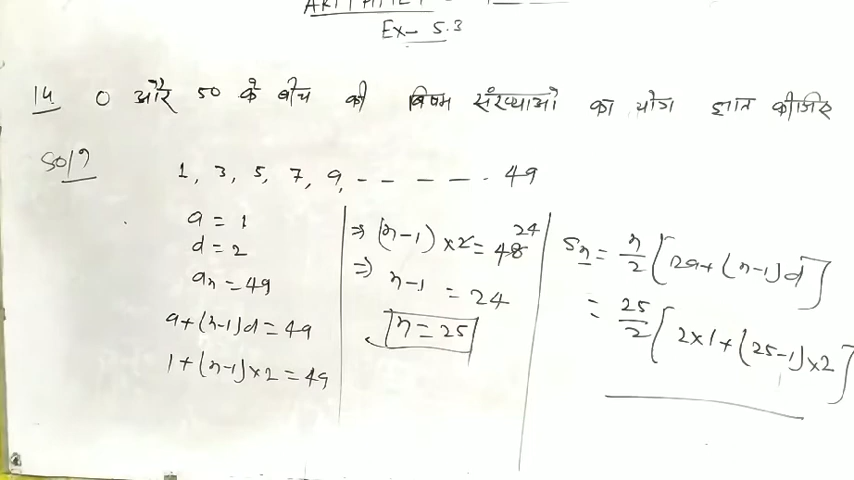 Ex- 5.3
14 0 और 50 के बीच की विषम संख्याओ का योग ज्ञात कीजिए
Sol?
1, 3, 5, 7, 9, - - - - - 49
a = 1
d = 2
an = 49
a+(n-1)d = 49
1+(n-1)×2 = 49
⇒ (n-1) ×2 = 48 24
⇒ n-1 = 24
n = 25
Sn = n/2 [2a+(n-1)d]
= 25/2 [2×1+(25-1)×2]